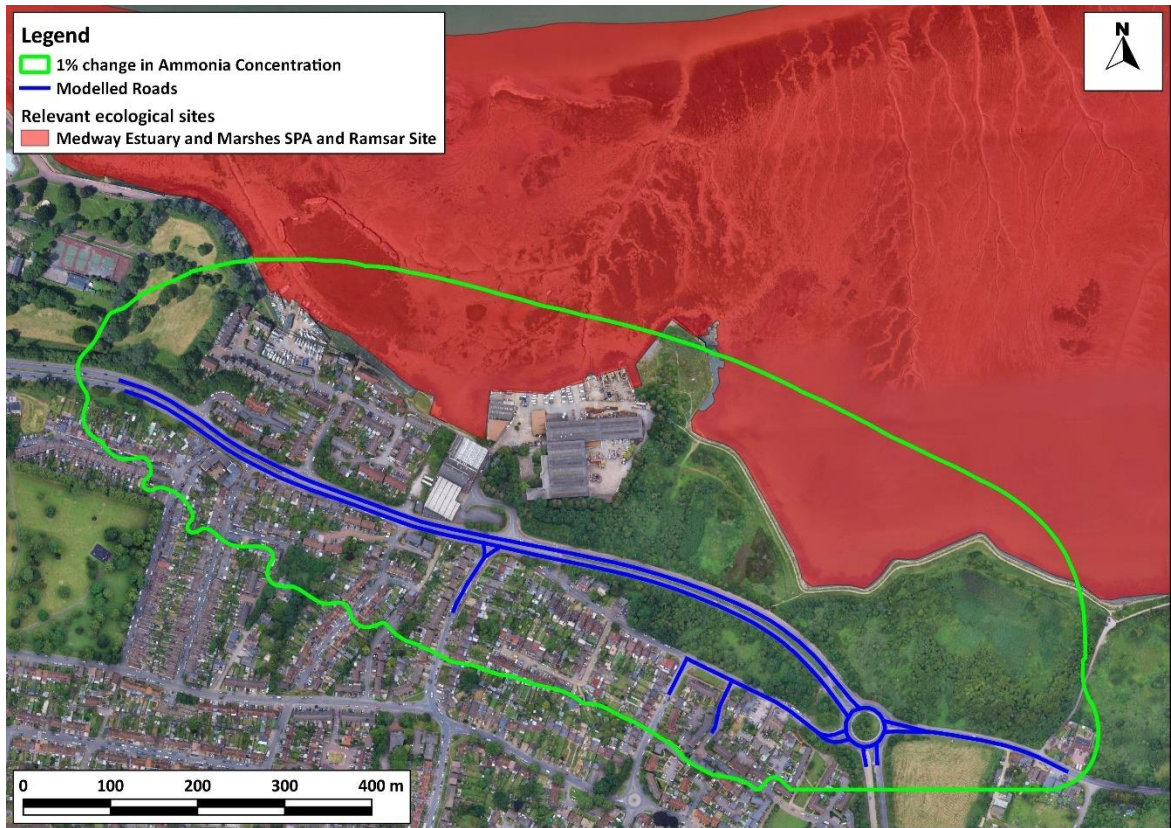 Legend
1% change in Ammonia Concentration
Modelled Roads
Relevant ecological sites
Medway Estuary and Marshes SPA and Ramsar Site
N
0 100 200 300 400 m